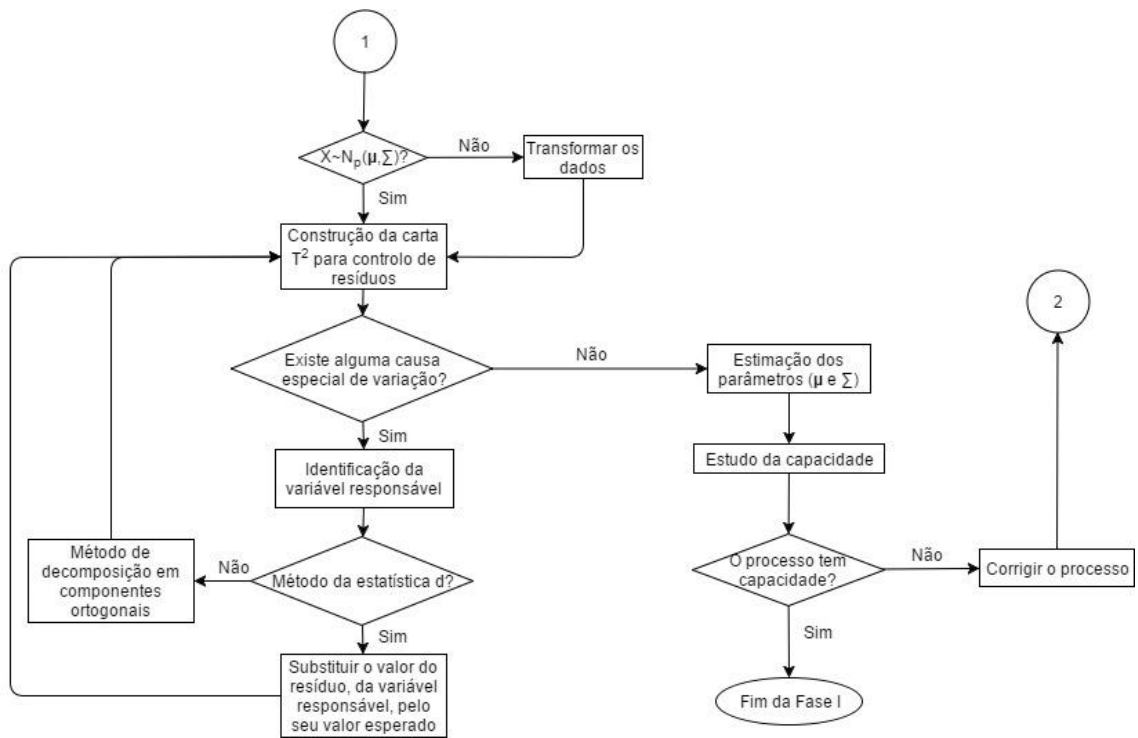 1
X~Np(μ,∑)?
Não
Transformar os
dados
Sim
Construção da carta
T² para controlo de
resíduos
2
Existe alguma causa
especial de variação?
Não
Estimação dos
parâmetros (μ e ∑)
Sim
Identificação da
variável responsável
Estudo da capacidade
Método de
decomposição em
componentes
ortogonais
Não
Método da estatística d?
O processo tem
capacidade?
Não
Corrigir o processo
Sim
Sim
Substituir o valor do
resíduo, da variável
responsável, pelo
seu valor esperado
Fim da Fase I